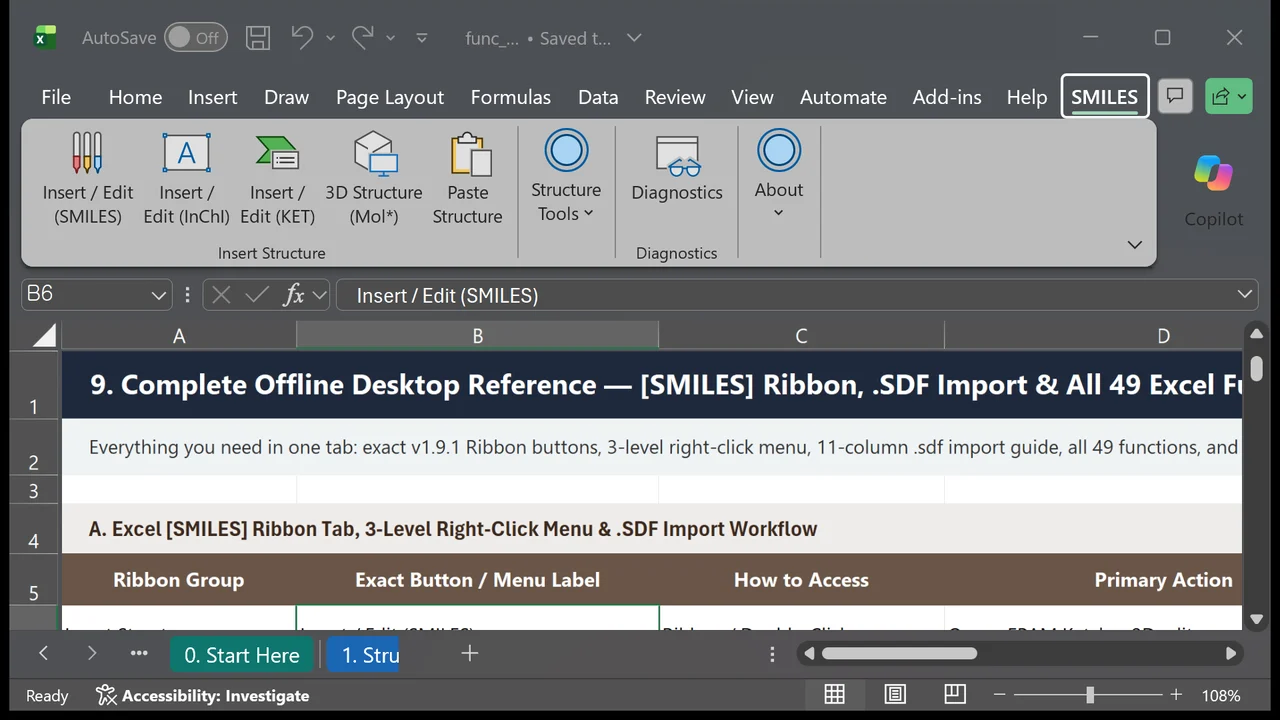 AutoSave Off func_... • Saved t...
File Home Insert Draw Page Layout Formulas Data Review View Automate Add-ins Help SMILES
Insert / Edit (SMILES)
A
Insert / Edit (InChI)
Insert / Edit (KET)
3D Structure (Mol*)
Paste Structure
Insert Structure
Structure Tools
Diagnostics
Diagnostics
About
Copilot
B6 fx Insert / Edit (SMILES)
A B C D
1 9. Complete Offline Desktop Reference — [SMILES] Ribbon, .SDF Import & All 49 Excel
2 Everything you need in one tab: exact v1.9.1 Ribbon buttons, 3-level right-click menu, 11-column .sdf import guide, all 49 functions, and
3
4 A. Excel [SMILES] Ribbon Tab, 3-Level Right-Click Menu & .SDF Import Workflow
5 Ribbon Group Exact Button / Menu Label How to Access Primary Action
0. Start Here 1. Stru
Ready Accessibility: Investigate 108%